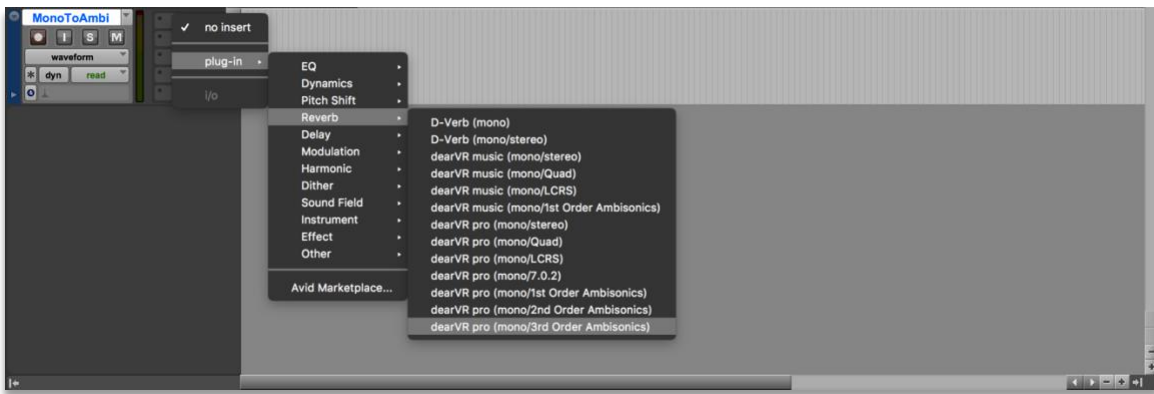 MonoToAmbi
I S M
waveform
dyn read
no insert
plug-in
i/o
EQ
Dynamics
Pitch Shift
Reverb
Delay
Modulation
Harmonic
Dither
Sound Field
Instrument
Effect
Other
Avid Marketplace...
D-Verb (mono)
D-Verb (mono/stereo)
dearVR music (mono/stereo)
dearVR music (mono/Quad)
dearVR music (mono/LCRS)
dearVR music (mono/1st Order Ambisonics)
dearVR pro (mono/stereo)
dearVR pro (mono/Quad)
dearVR pro (mono/LCRS)
dearVR pro (mono/7.0.2)
dearVR pro (mono/1st Order Ambisonics)
dearVR pro (mono/2nd Order Ambisonics)
dearVR pro (mono/3rd Order Ambisonics)